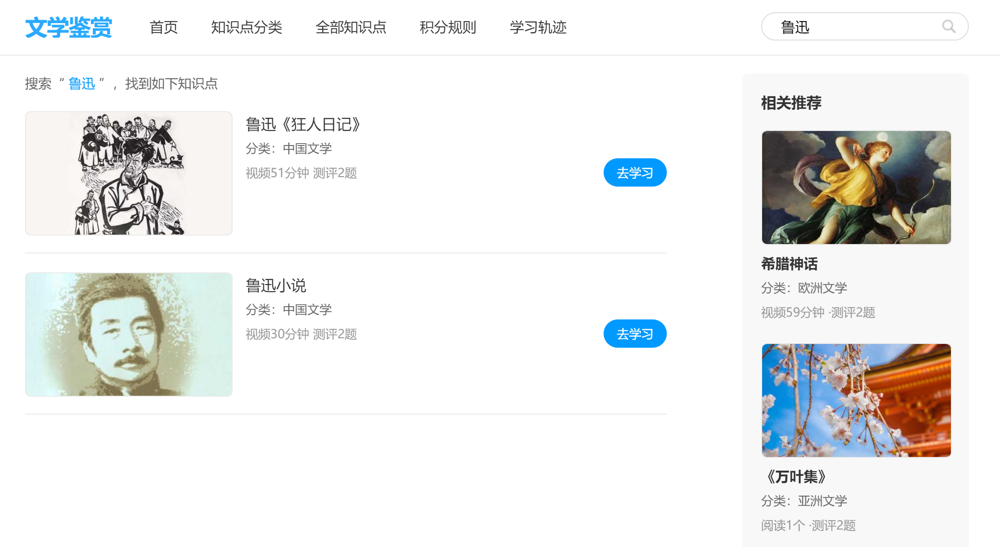 文学鉴赏 首页 知识点分类 全部知识点 积分规则 学习轨迹 鲁迅
搜索“ 鲁迅 ”，找到如下知识点
鲁迅《狂人日记》
分类：中国文学
视频51分钟 测评2题
去学习
鲁迅小说
分类：中国文学
视频30分钟 测评2题
去学习
相关推荐
希腊神话
分类：欧洲文学
视频59分钟 ·测评2题
《万叶集》
分类：亚洲文学
阅读1个 ·测评2题